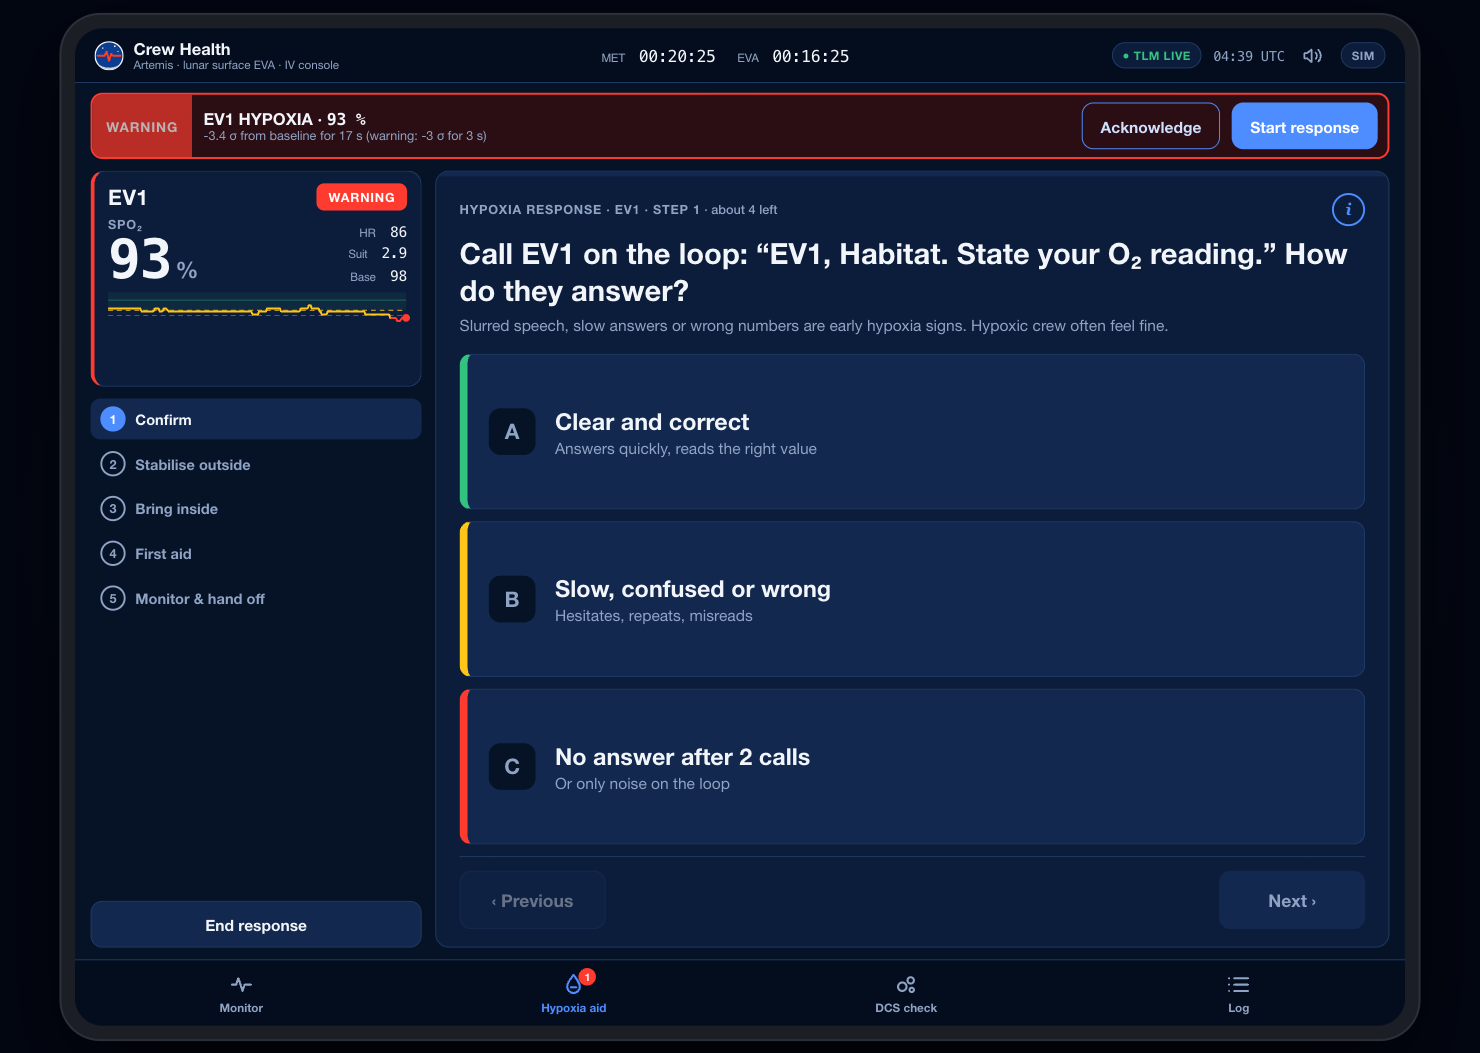 Crew Health
Artemis · lunar surface EVA · IV console
MET 00:20:25 EVA 00:16:25
• TLM LIVE 04:39 UTC SIM
WARNING
EV1 HYPOXIA · 93 %
-3.4 σ from baseline for 17 s (warning: -3 σ for 3 s)
Acknowledge
Start response
EV1
WARNING
SPO₂
93 %
HR 86
Suit 2.9
Base 98
1 Confirm
2 Stabilise outside
3 Bring inside
4 First aid
5 Monitor & hand off
End response
HYPOXIA RESPONSE · EV1 · STEP 1 · about 4 left
i
Call EV1 on the loop: “EV1, Habitat. State your O₂ reading.” How
do they answer?
Slurred speech, slow answers or wrong numbers are early hypoxia signs. Hypoxic crew often feel fine.
A
Clear and correct
Answers quickly, reads the right value
B
Slow, confused or wrong
Hesitates, repeats, misreads
C
No answer after 2 calls
Or only noise on the loop
‹ Previous
Next ›
Monitor
1
Hypoxia aid
DCS check
Log